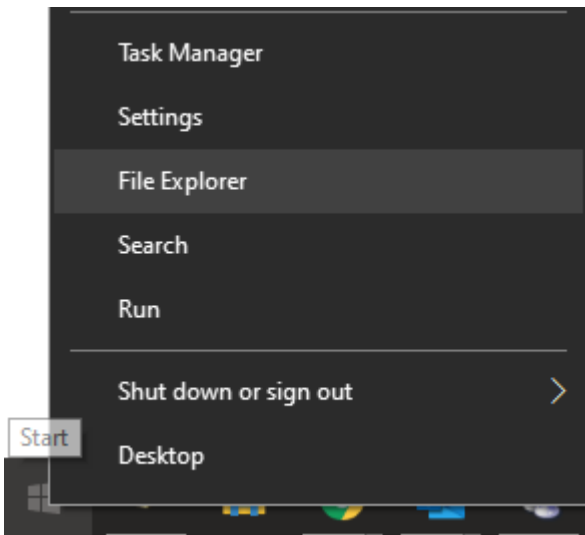 Task Manager
Settings
File Explorer
Search
Run
Shut down or sign out
Start
Desktop